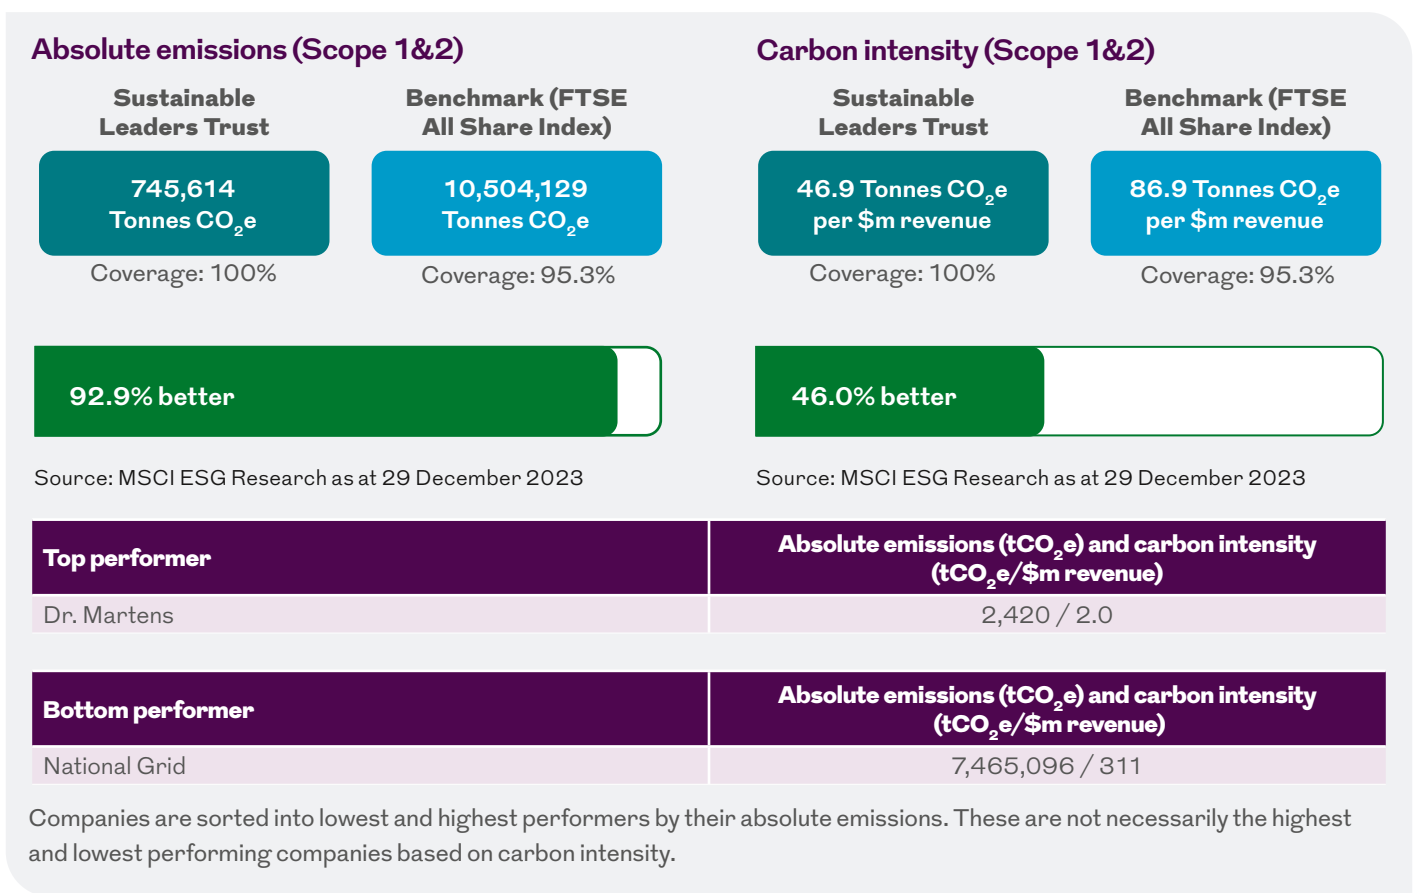 Absolute emissions (Scope 1&2)
Sustainable
Leaders Trust
Benchmark (FTSE
All Share Index)
745,614
Tonnes CO₂e
10,504,129
Tonnes CO₂e
Coverage: 100%
Coverage: 95.3%
92.9% better
Source: MSCI ESG Research as at 29 December 2023
Carbon intensity (Scope 1&2)
Sustainable
Leaders Trust
Benchmark (FTSE
All Share Index)
46.9 Tonnes CO₂e
per $m revenue
86.9 Tonnes CO₂e
per $m revenue
Coverage: 100%
Coverage: 95.3%
46.0% better
Source: MSCI ESG Research as at 29 December 2023
Top performer
Absolute emissions (tCO₂e) and carbon intensity
(tCO₂e/$m revenue)
Dr. Martens
2,420 / 2.0
Bottom performer
Absolute emissions (tCO₂e) and carbon intensity
(tCO₂e/$m revenue)
National Grid
7,465,096 / 311
Companies are sorted into lowest and highest performers by their absolute emissions. These are not necessarily the highest
and lowest performing companies based on carbon intensity.